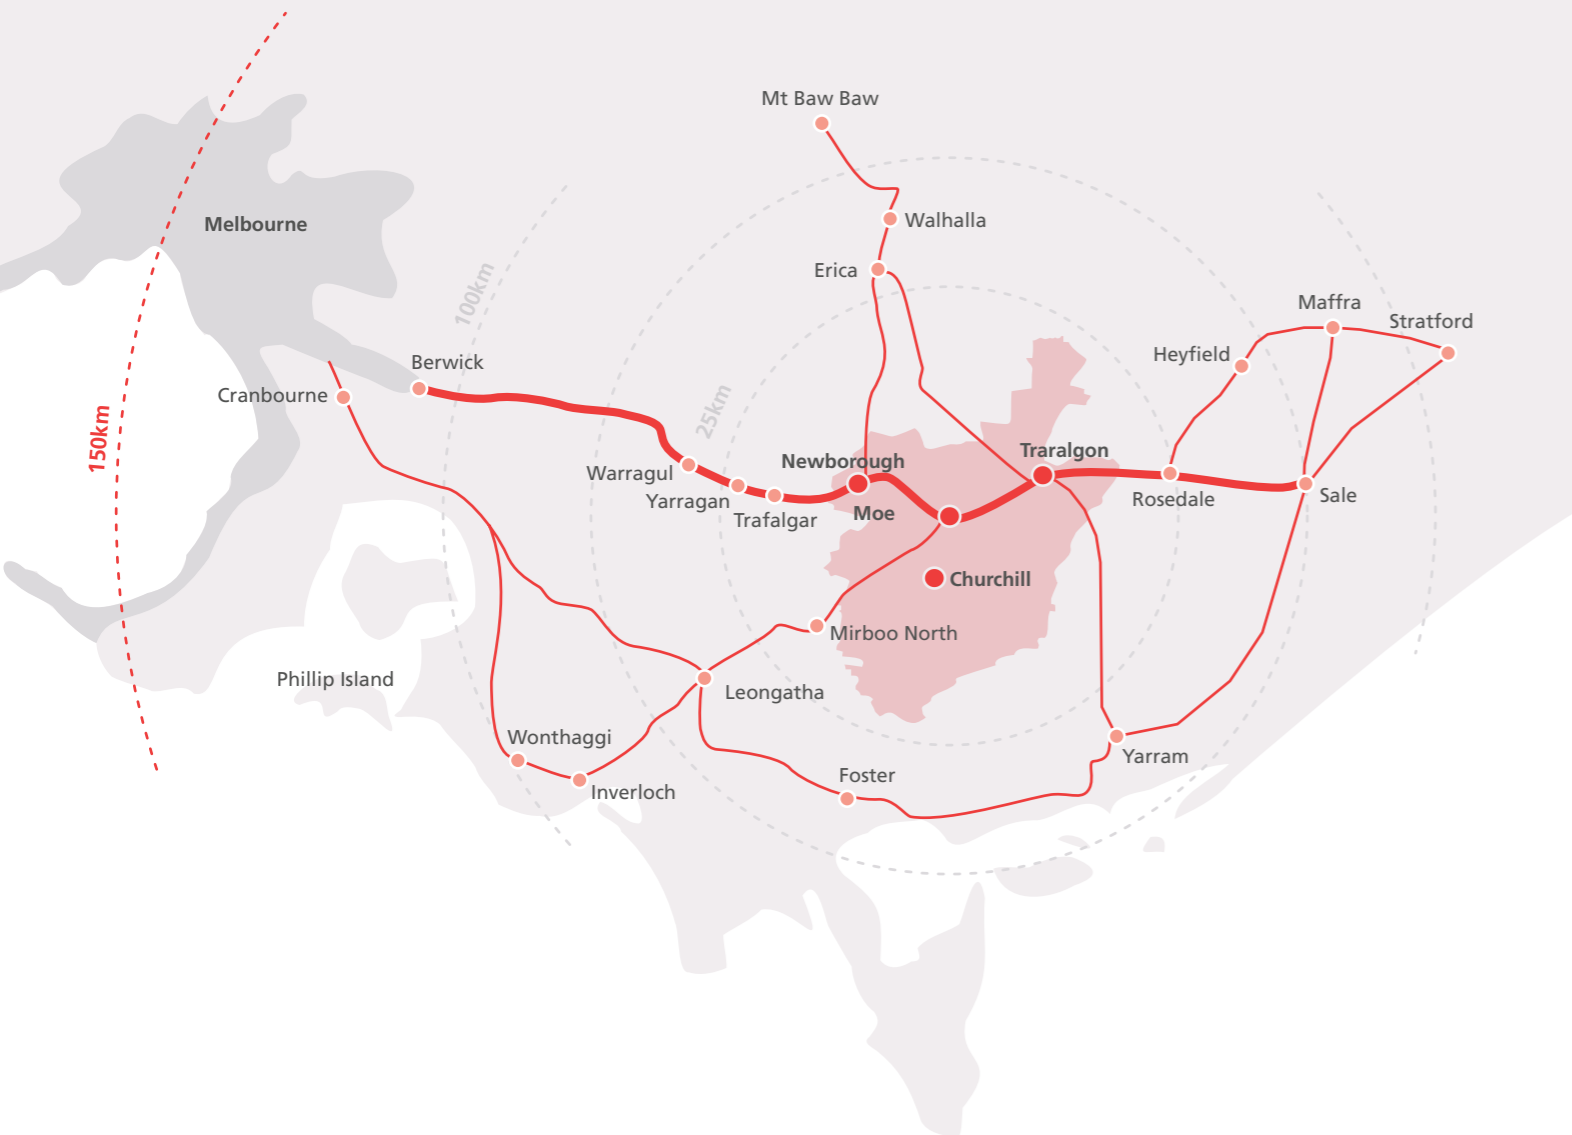 Mt Baw Baw
Melbourne
Walhalla
Erica
100km
Maffra
Stratford
Heyfield
Berwick
Cranbourne
25km
150km
Traralgon
Newborough
Warragul
Yarragan
Rosedale
Sale
Trafalgar
Moe
Churchill
Mirboo North
Phillip Island
Leongatha
Wonthaggi
Yarram
Foster
Inverloch